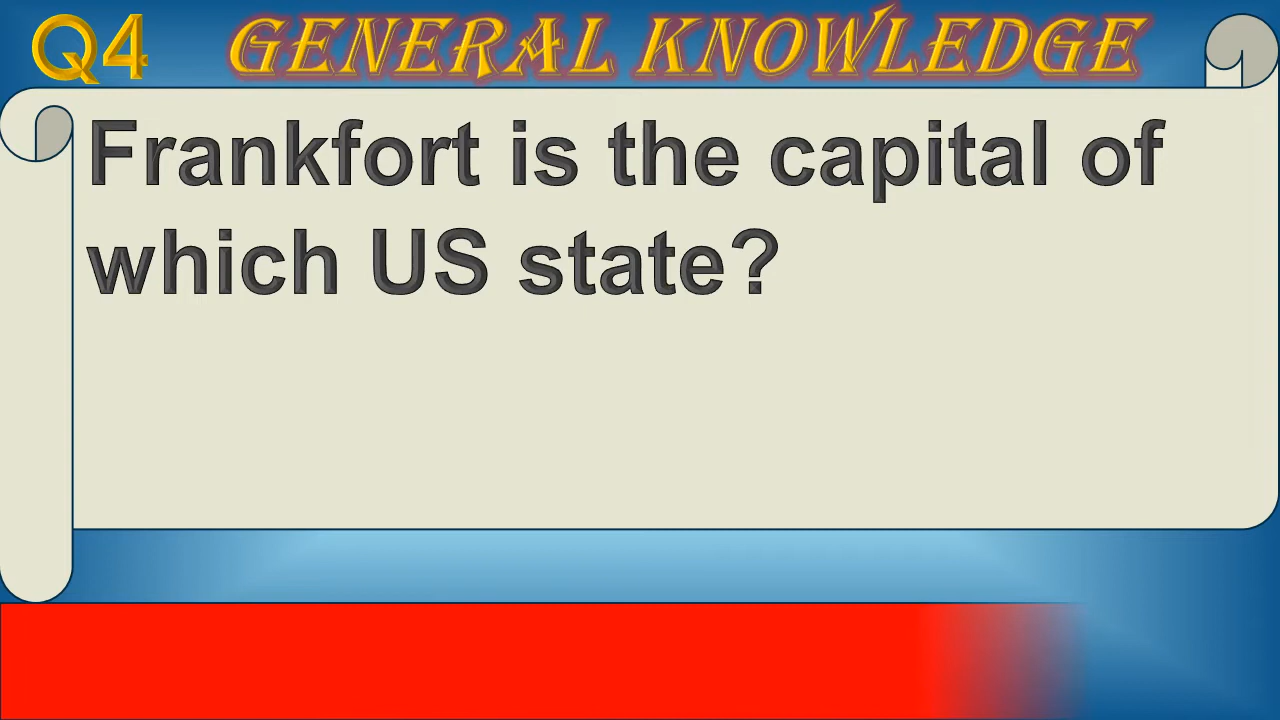 Q4 GENERAL KNOWLEDGE
Frankfort is the capital of
which US state?